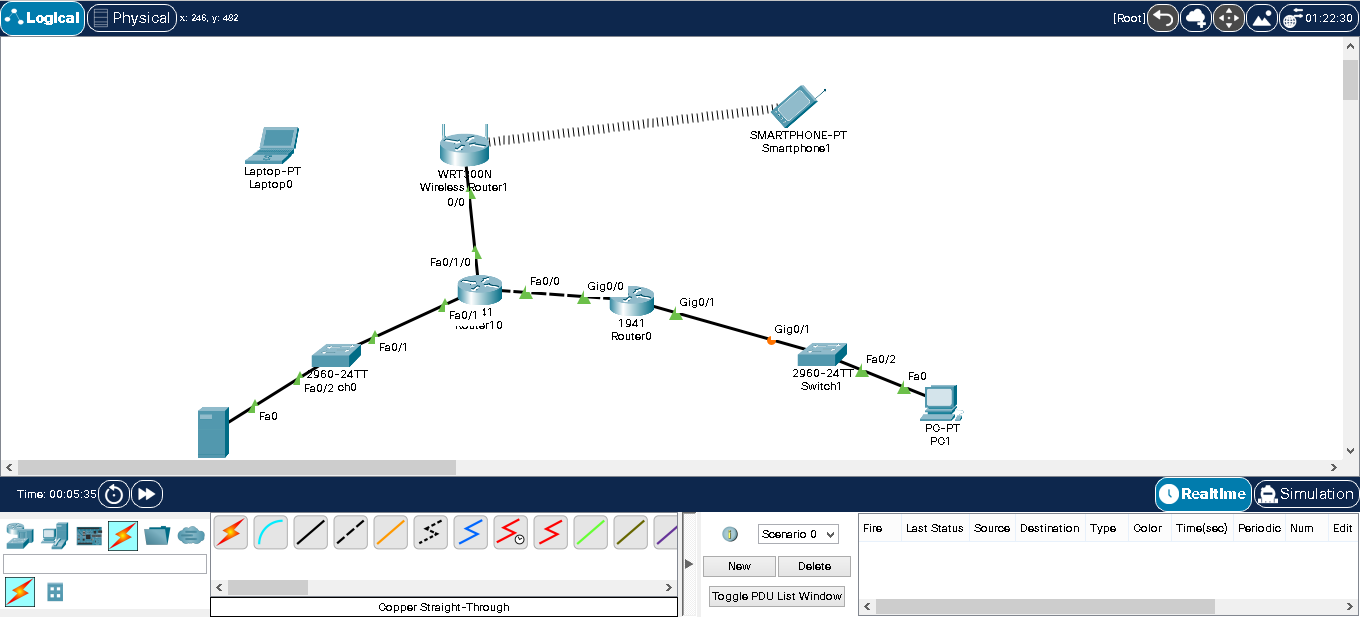 Logical
Physical
x: 246, y: 482
[Root]
01:22:30
SMARTPHONE-PT
Smartphone1
Laptop-PT
Laptop0
WRT300N
Wireless Router1
0/0
Fa0/1/0
Fa0/0
Gig0/0
Gig0/1
Fa0/1
41
Router10
1941
Router0
Gig0/1
Fa0/1
2960-24TT
Fa0/2 ch0
2960-24TT
Switch1
Fa0/2
Fa0
Fa0
PC-PT
PC1
Time: 00:05:35
Realtime
Simulation
Scenario 0
New
Delete
Toggle PDU List Window
Fire
Last Status
Source
Destination
Type
Color
Time(sec)
Periodic
Num
Edit
Copper Straight-Through